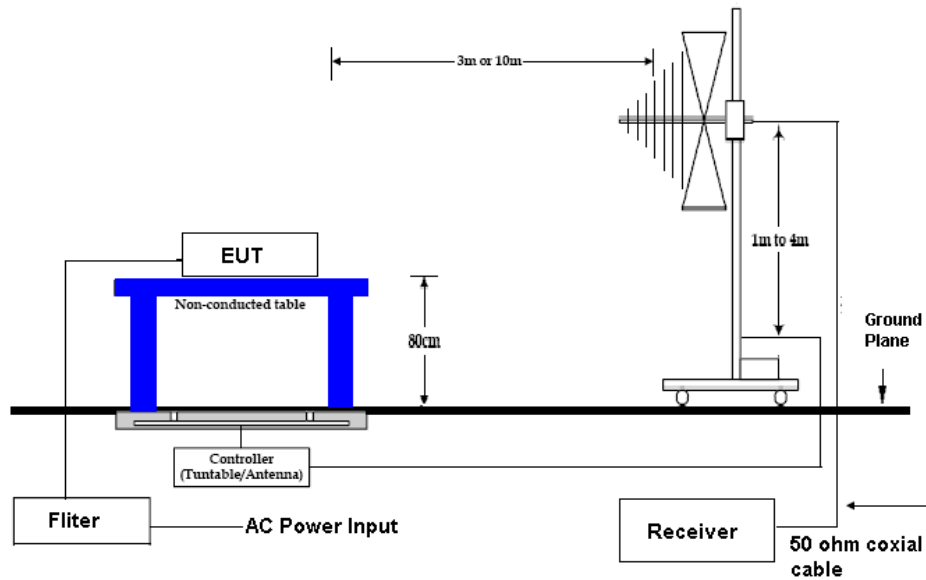 3m or 10m
1m to 4m
EUT
Non-conducted table
80cm
Ground
Plane
Controller
(Tuntable/Antenna)
Fliter
AC Power Input
Receiver
50 ohm coxial
cable